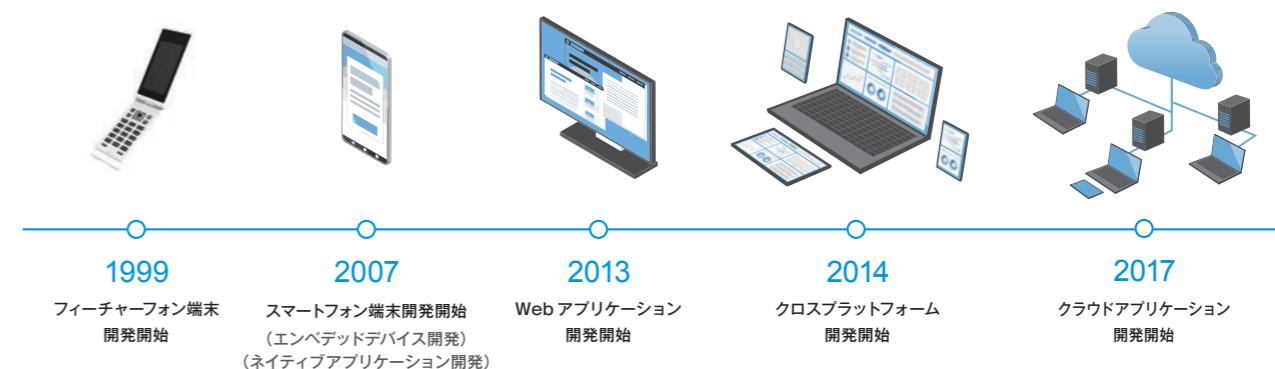 1999
フィーチャーフォン端末
開発開始
2007
スマートフォン端末開発開始
（エンベデッドデバイス開発）
（ネイティブアプリケーション開発）
2013
Web アプリケーション
開発開始
2014
クロスプラットフォーム
開発開始
2017
クラウドアプリケーション
開発開始